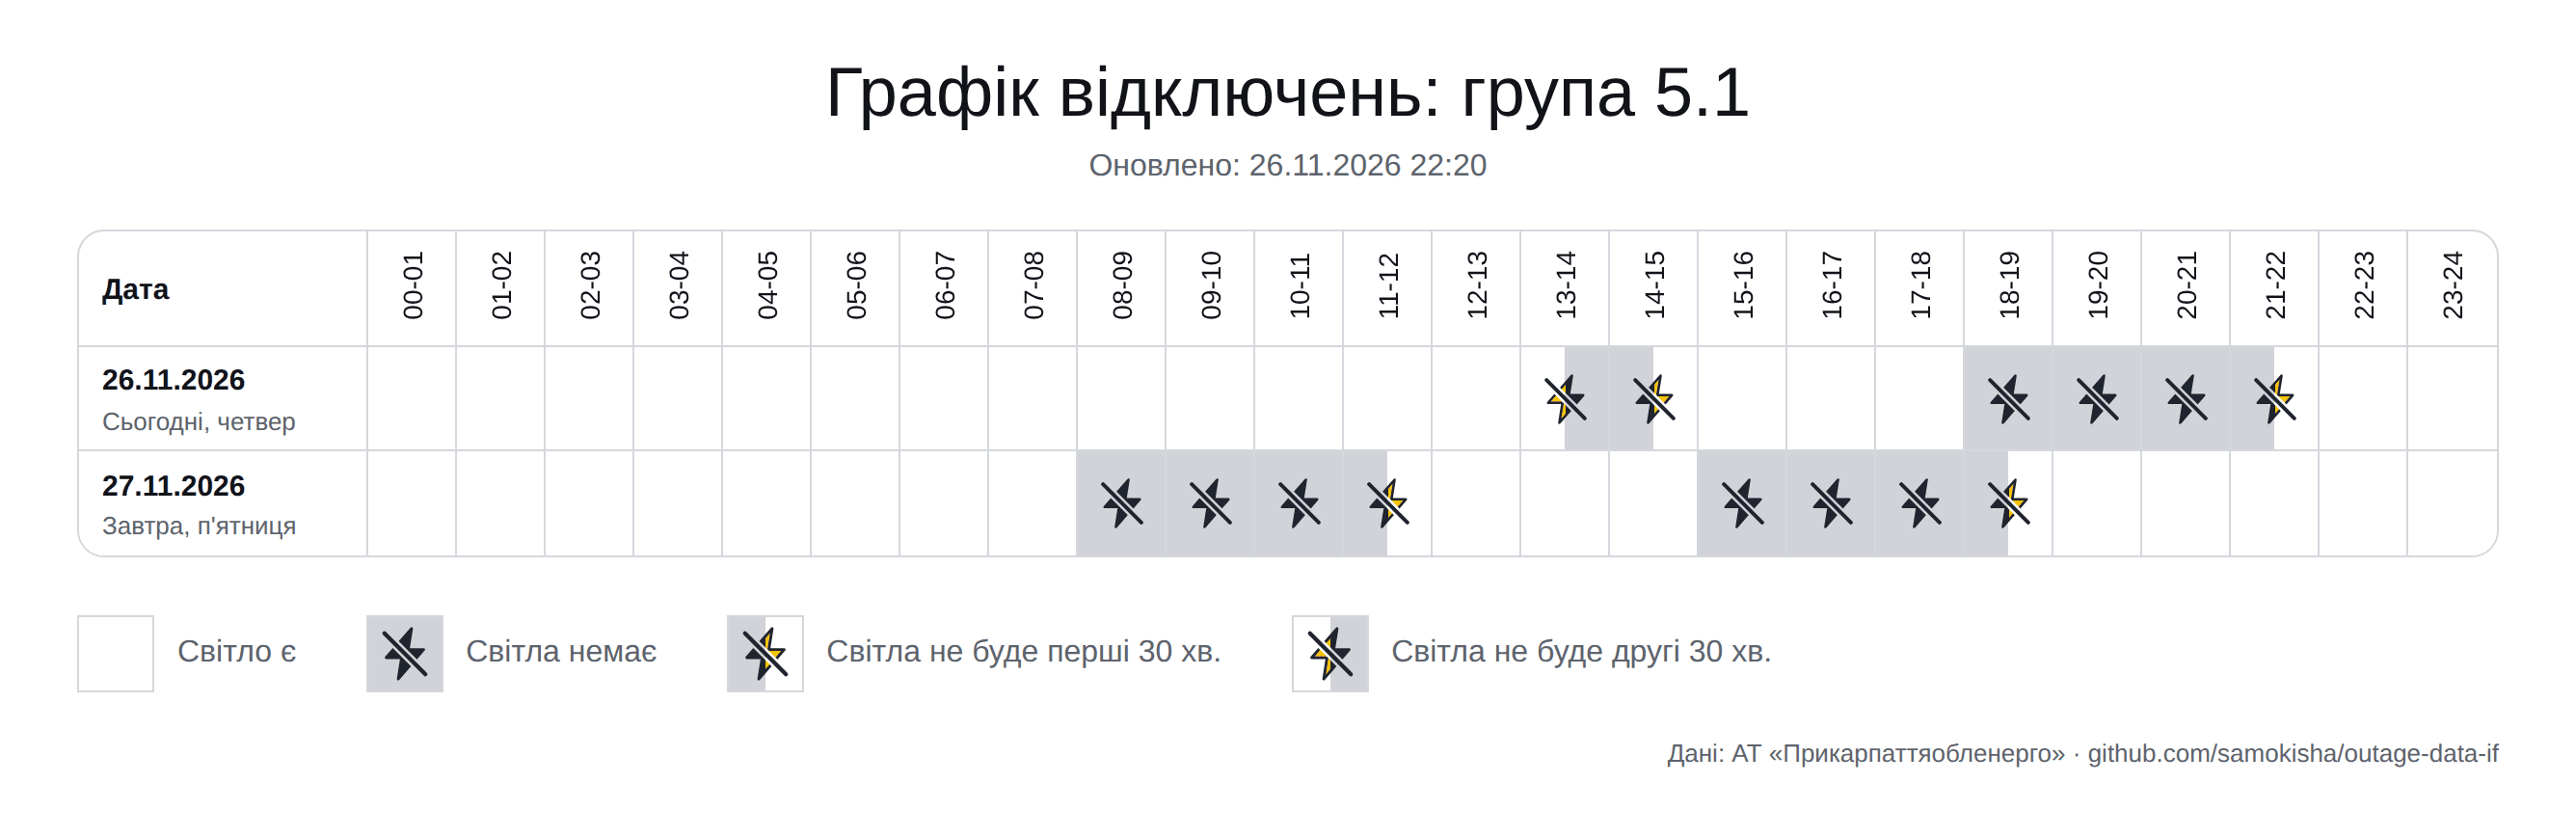 Графік відключень: група 5.1
Оновлено: 26.11.2026 22:20
Дата 00-01 01-02 02-03 03-04 04-05 05-06 06-07 07-08 08-09 09-10 10-11 11-12 12-13 13-14 14-15 15-16 16-17 17-18 18-19 19-20 20-21 21-22 22-23 23-24
26.11.2026
Сьогодні, четвер
27.11.2026
Завтра, п'ятниця
Світло є Світла немає Світла не буде перші 30 хв. Світла не буде другі 30 хв.
Дані: АТ «Прикарпаттяобленерго» · github.com/samokisha/outage-data-if